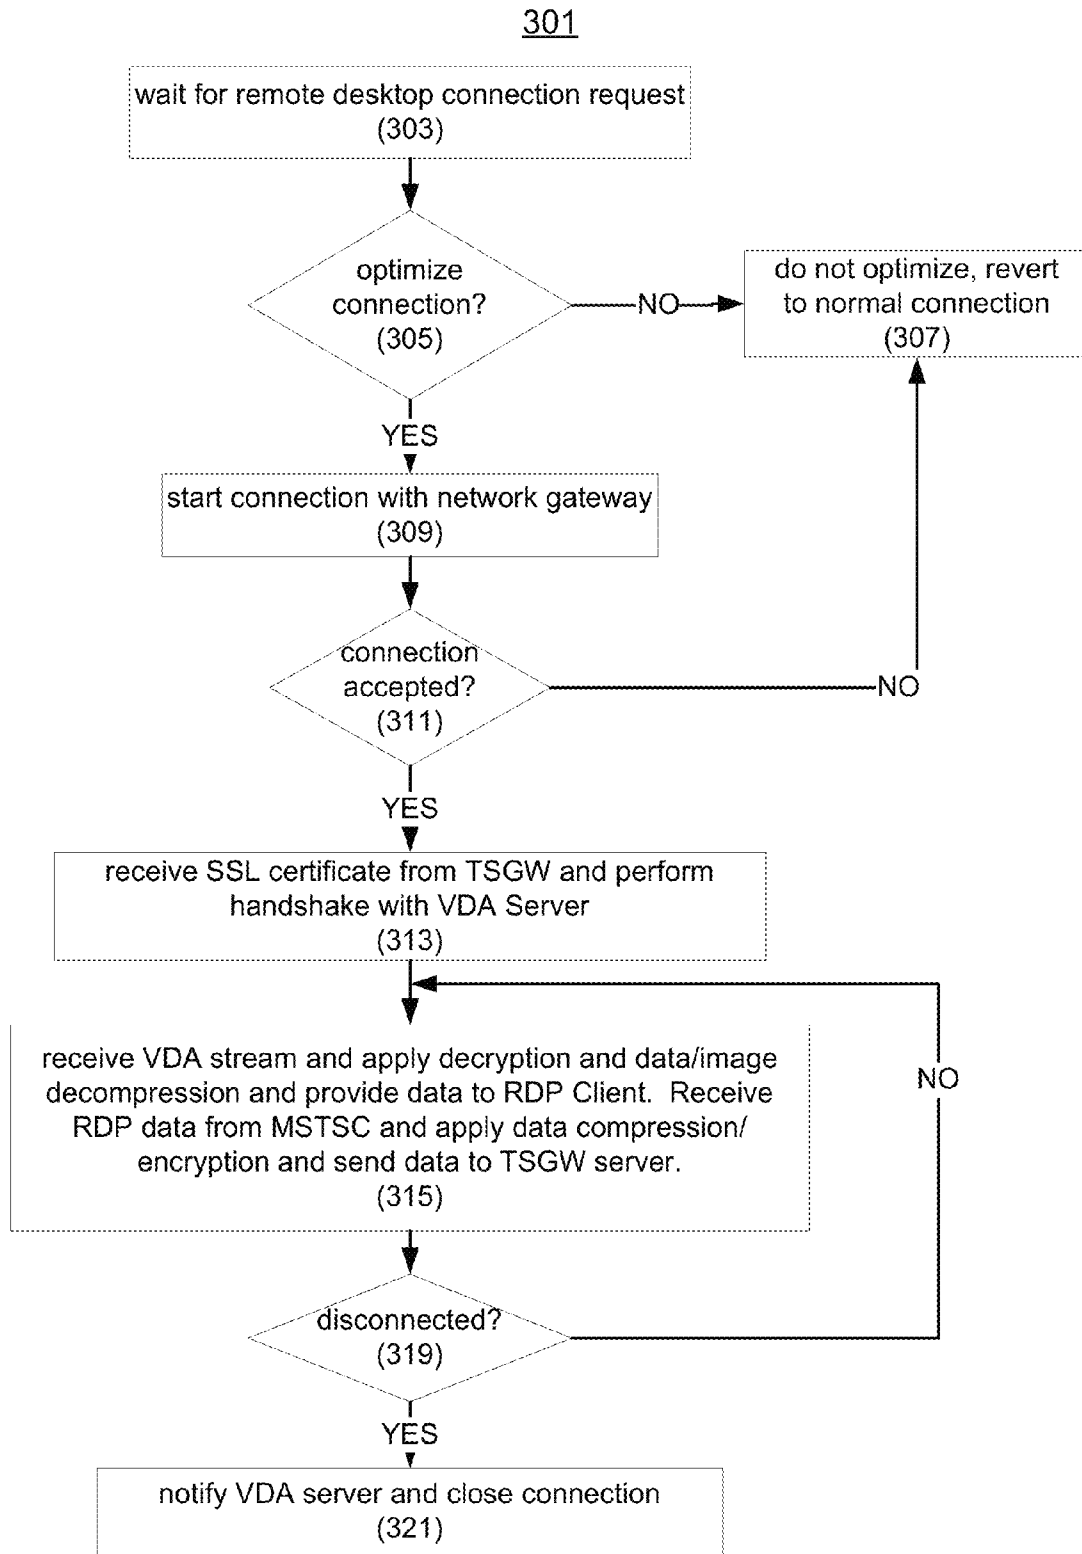 301
wait for remote desktop connection request
(303)
optimize
connection?
(305)
NO
do not optimize, revert
to normal connection
(307)
YES
start connection with network gateway
(309)
connection
accepted?
(311)
NO
YES
receive SSL certificate from TSGW and perform
handshake with VDA Server
(313)
receive VDA stream and apply decryption and data/image
decompression and provide data to RDP Client.  Receive
RDP data from MSTSC and apply data compression/
encryption and send data to TSGW server.
(315)
NO
disconnected?
(319)
YES
notify VDA server and close connection
(321)